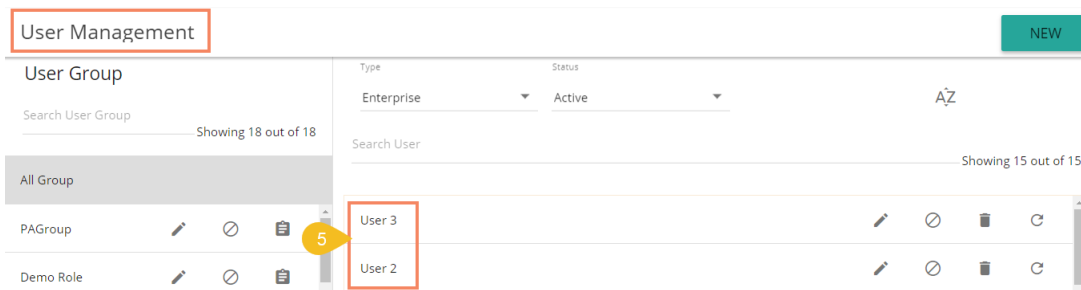 User Management
NEW
User Group
Search User Group
Showing 18 out of 18
All Group
PAGroup
Demo Role
Type
Enterprise
Status
Active
AZ
Search User
Showing 15 out of 15
5
User 3
User 2